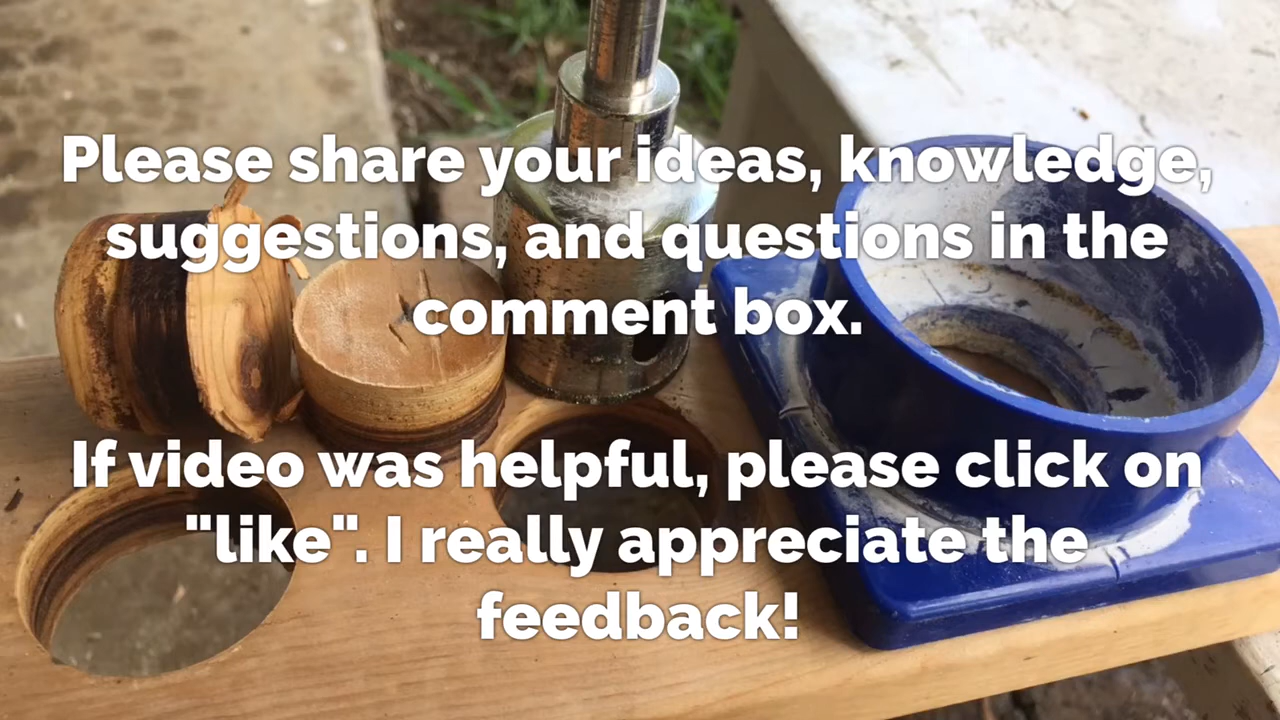 Please share your ideas, knowledge,
suggestions, and questions in the
comment box.
If video was helpful, please click on
"like". I really appreciate the
feedback!